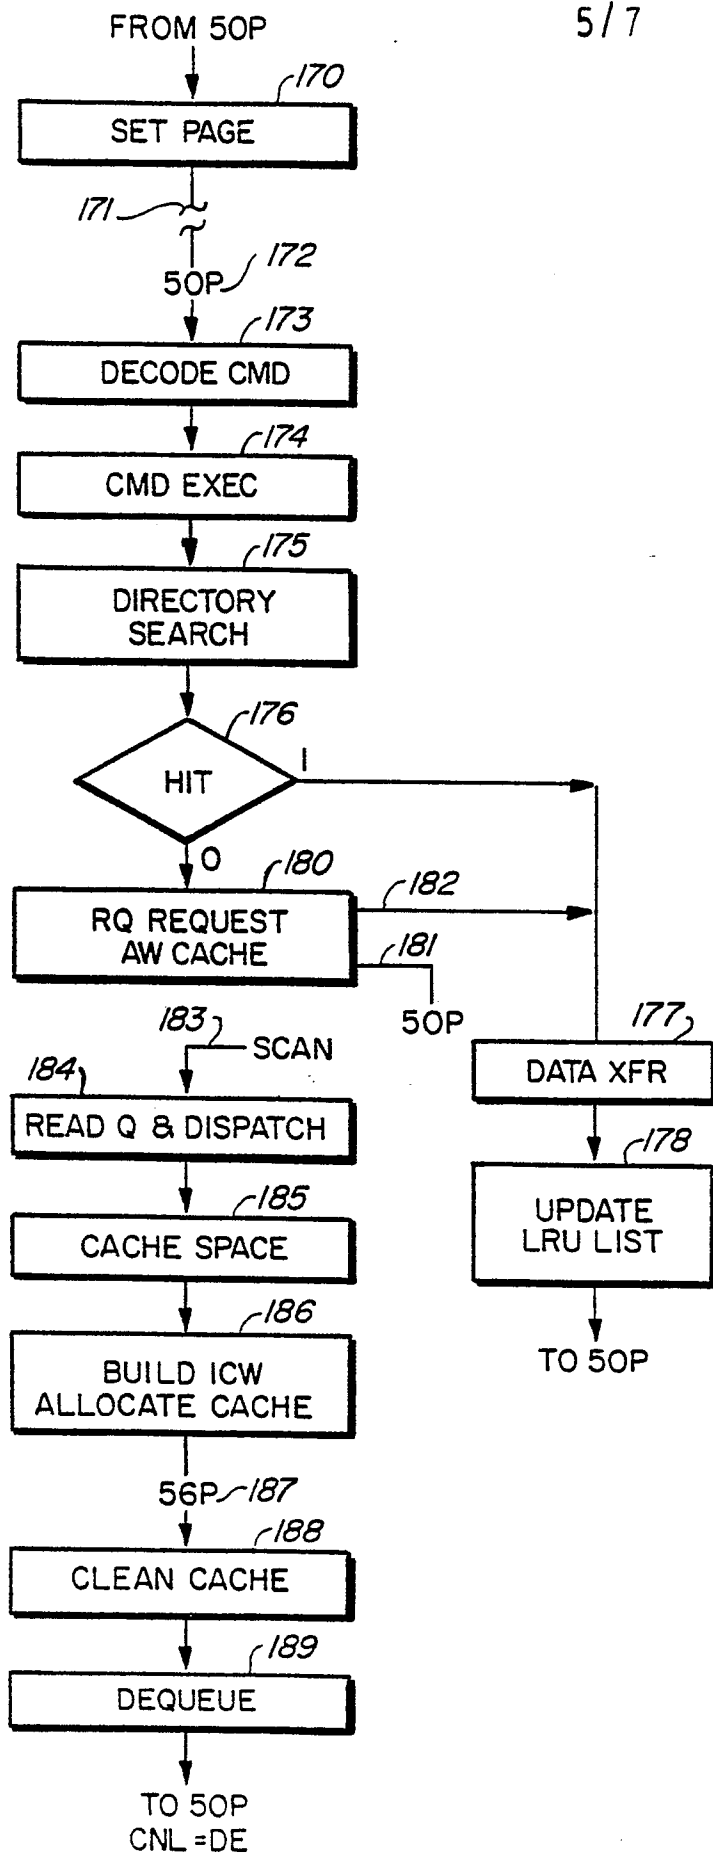 FROM 50P
5/7
170
SET PAGE
171
172
50P
173
DECODE CMD
174
CMD EXEC
175
DIRECTORY
SEARCH
176
HIT
1
0
180
RQ REQUEST
AW CACHE
182
181
50P
183
SCAN
177
DATA XFR
184
READ Q & DISPATCH
178
UPDATE
LRU LIST
TO 50P
185
CACHE SPACE
186
BUILD ICW
ALLOCATE CACHE
56P
187
188
CLEAN CACHE
189
DEQUEUE
TO 50P
CNL = DE